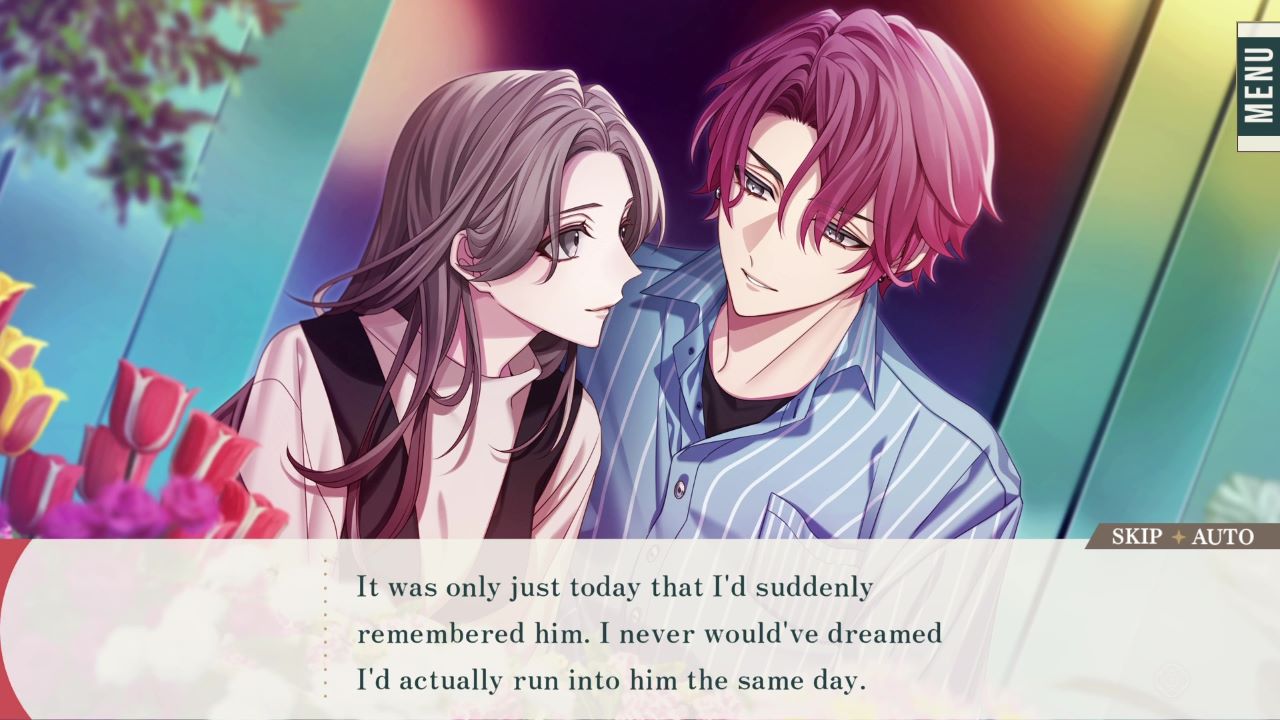 MENU
SKIP ✦ AUTO
It was only just today that I'd suddenly
remembered him. I never would've dreamed
I'd actually run into him the same day.